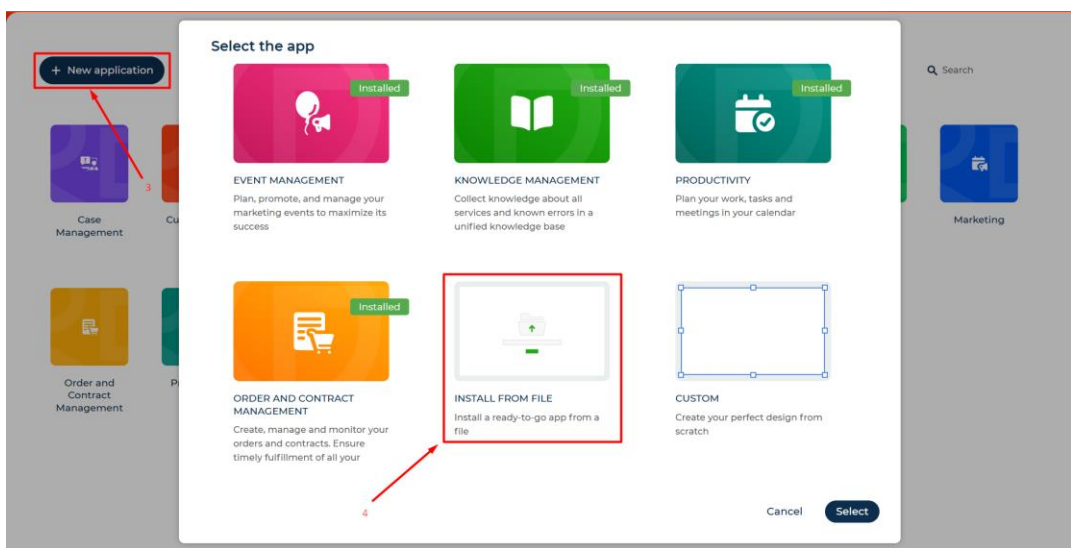 Select the app
+ New application
Search
Installed
Installed
Installed
EVENT MANAGEMENT
Plan, promote, and manage your
marketing events to maximize its
success
KNOWLEDGE MANAGEMENT
Collect knowledge about all
services and known errors in a
unified knowledge base
PRODUCTIVITY
Plan your work, tasks and
meetings in your calendar
3
Case
Management
Cu
Marketing
Installed
ORDER AND CONTRACT
MANAGEMENT
Create, manage and monitor your
orders and contracts. Ensure
timely fulfillment of all your
INSTALL FROM FILE
Install a ready-to-go app from a
file
CUSTOM
Create your perfect design from
scratch
Order and
Contract
Management
P
4
Cancel
Select